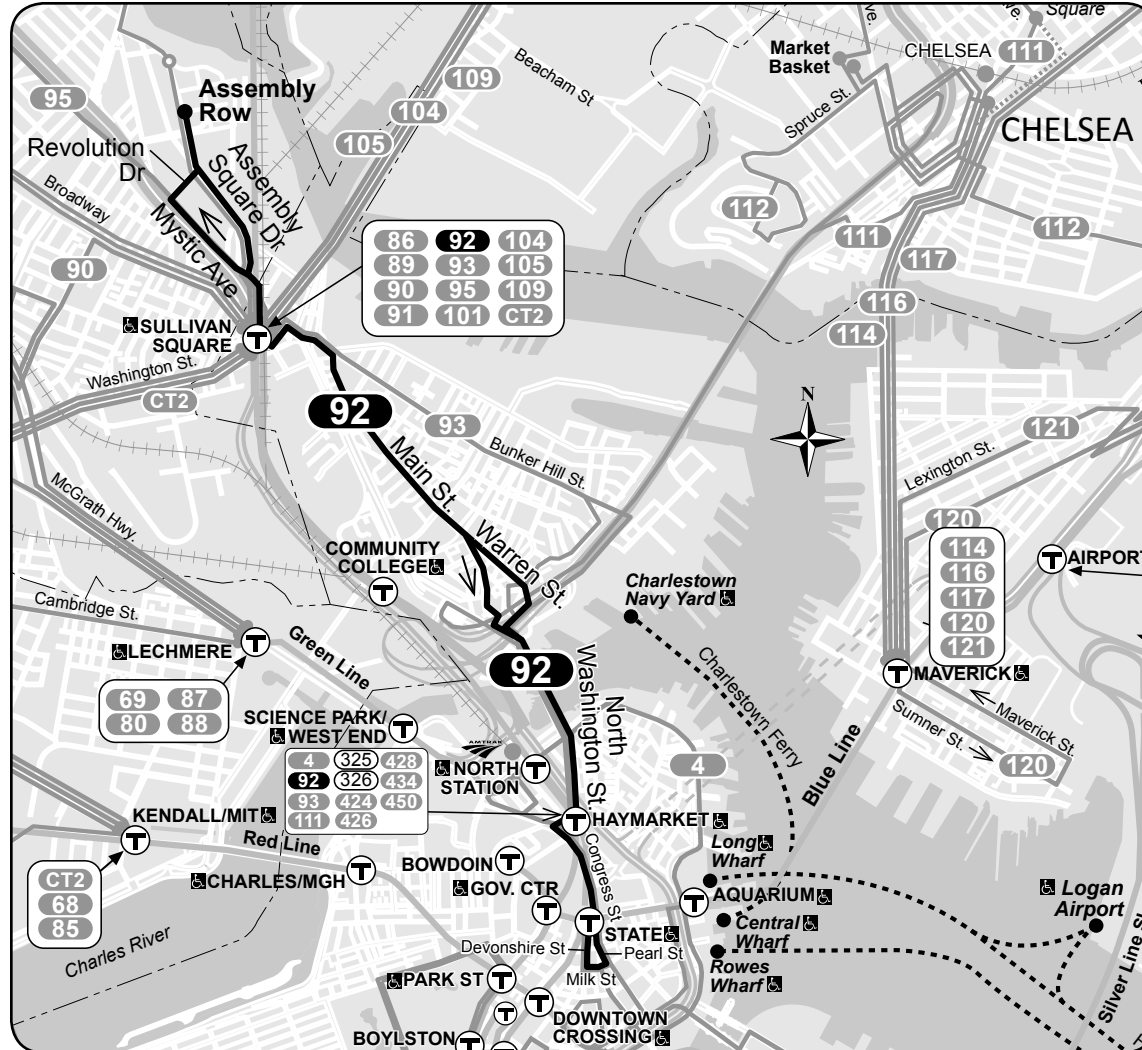 Square
ve.
Ave.
Market
Basket
CHELSEA
111
CHELSEA
Beacham St
109
104
105
95
Assembly
Row
Revolution
Dr
Assembly
Square Dr
Broadway
Mystic Ave
90
Spruce St.
112
111
112
117
116
114
86 92 104
89 93 105
90 95 109
91 101 CT2
SULLIVAN
SQUARE
Washington St.
CT2
92
93
Bunker Hill St.
N
121
Lexington St.
120
Main St.
Warren St.
McGrath Hwy.
COMMUNITY
COLLEGE
Charlestown
Navy Yard
114
116
117
120
121
AIRPORT
Cambridge St.
LECHMERE
Green Line
69 87
80 88
92
North
Washington St.
Charlestown Ferry
MAVERICK
Maverick St.
Sumner St.
120
SCIENCE PARK/
WEST END
AMTRAK
NORTH
STATION
4
Blue Line
4 325 428
92 326 434
93 424 450
111 426
KENDALL/MIT
Red Line
HAYMARKET
CHARLES/MGH
BOWDOIN
GOV. CTR
Congress St
Long
Wharf
AQUARIUM
Central
Wharf
Rowes
Wharf
Logan
Airport
CT2
68
85
Charles River
STATE
Devonshire St
Pearl St
Milk St
PARK ST
DOWNTOWN
CROSSING
BOYLSTON
Silver Line S